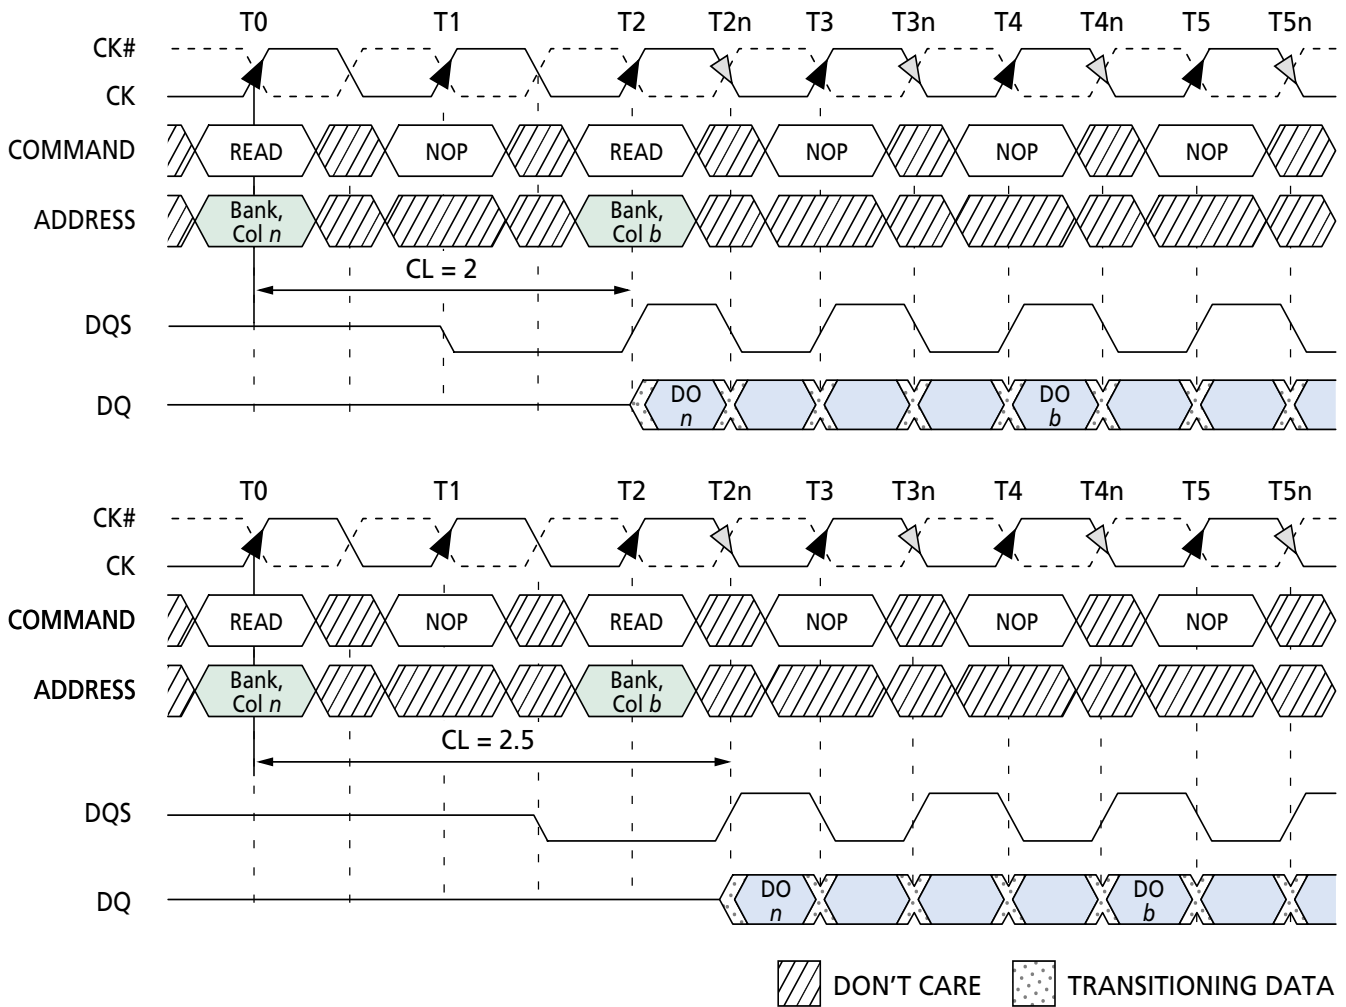 T0 T1 T2 T2n T3 T3n T4 T4n T5 T5n
CK#
CK
COMMAND READ NOP READ NOP NOP NOP
ADDRESS Bank, Bank,
Col n Col b
CL = 2
DQS
DQ DO DO
n b
T0 T1 T2 T2n T3 T3n T4 T4n T5 T5n
CK#
CK
COMMAND READ NOP READ NOP NOP NOP
ADDRESS Bank, Bank,
Col n Col b
CL = 2.5
DQS
DQ DO DO
n b
DON'T CARE TRANSITIONING DATA